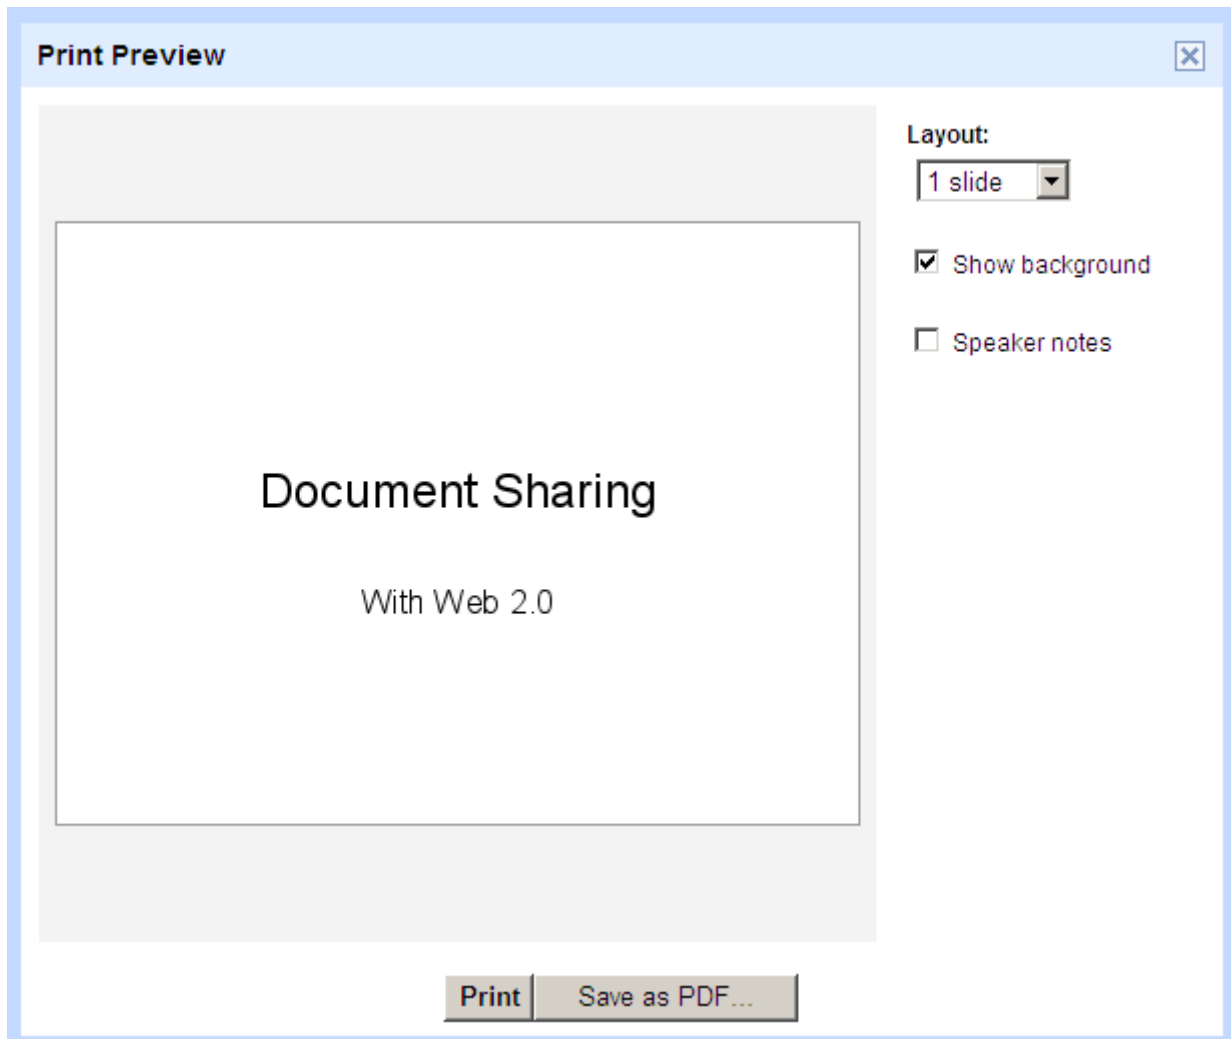 Print Preview
Layout:
1 slide
Show background
Speaker notes
Document Sharing
With Web 2.0
Print
Save as PDF...